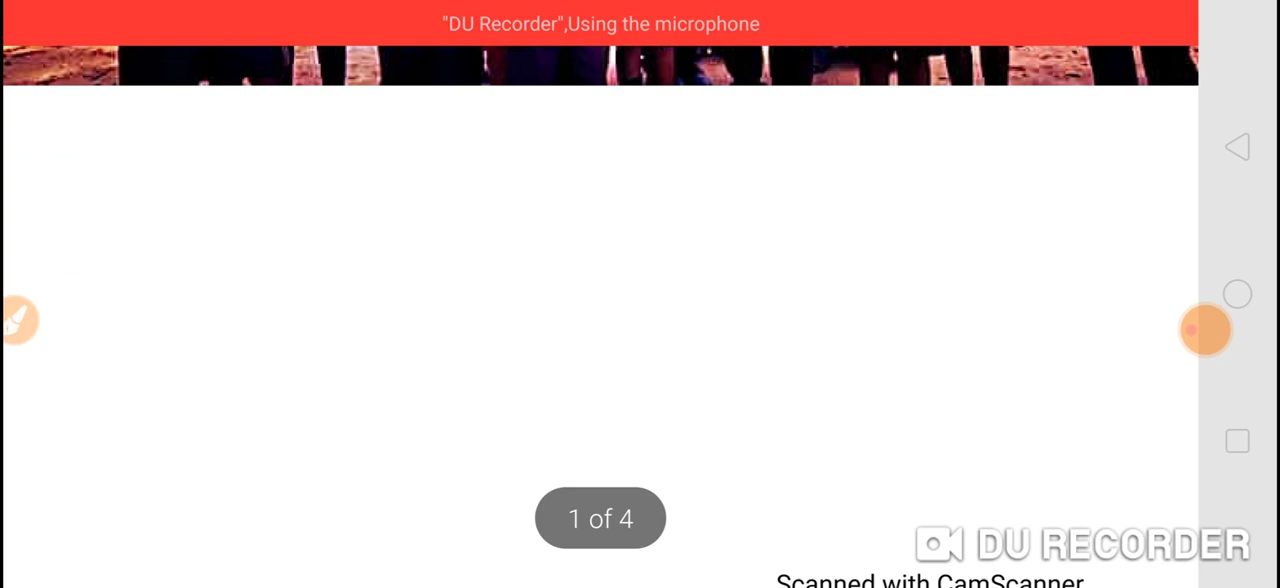 "DU Recorder",Using the microphone
1 of 4
DU RECORDER
Scanned with CamScanner